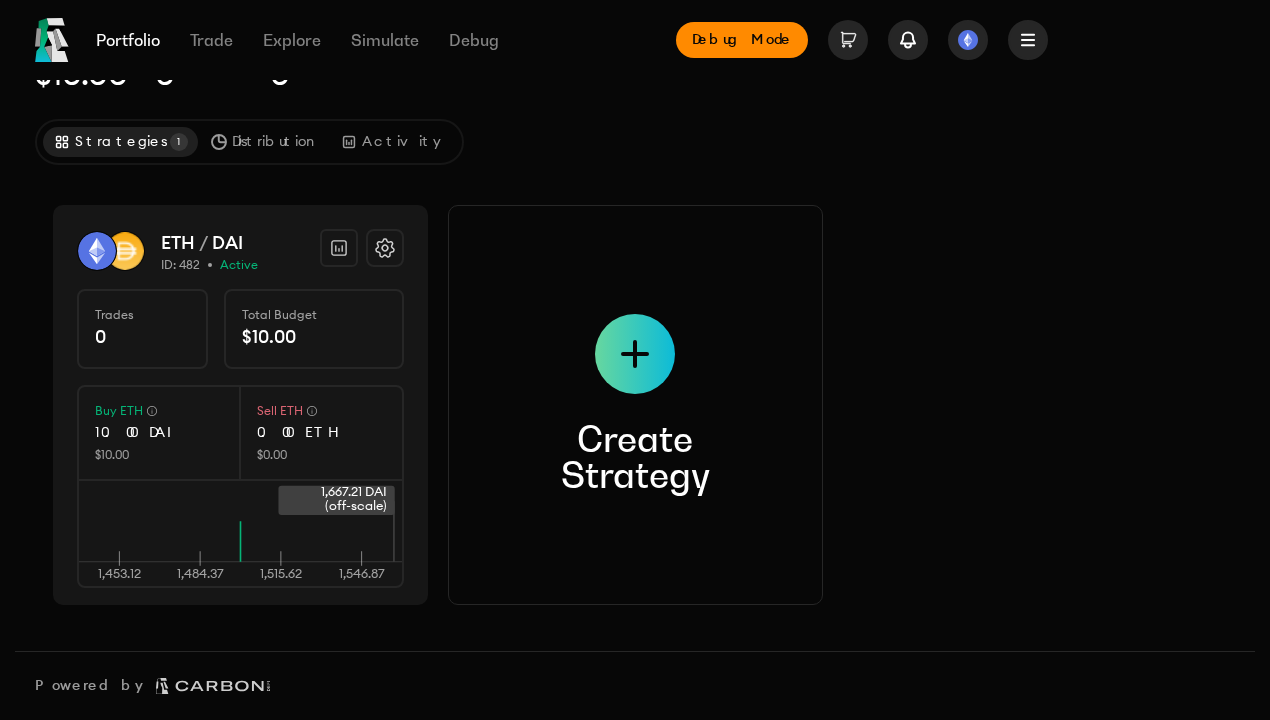 Portfolio Trade Explore Simulate Debug Debug Mode
Strategies 1 Distribution Activity
ETH / DAI
ID: 482 • Active
Trades Total Budget
0 $10.00
Buy ETH Sell ETH
10.00 DAI 0.00 ETH
$10.00 $0.00
1,667.21 DAI
(off-scale)
1,453.12 1,484.37 1,515.62 1,546.87
Create
Strategy
Powered by CARBON